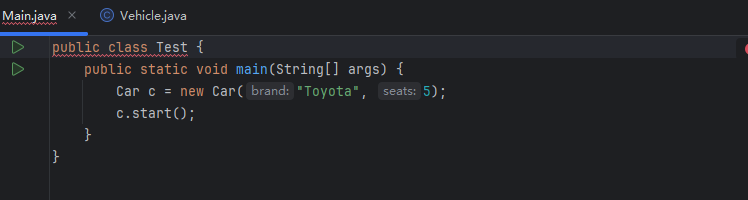 Main.java × © Vehicle.java
public class Test {
public static void main(String[] args) {
Car c = new Car( brand: "Toyota", seats: 5);
c.start();
}
}